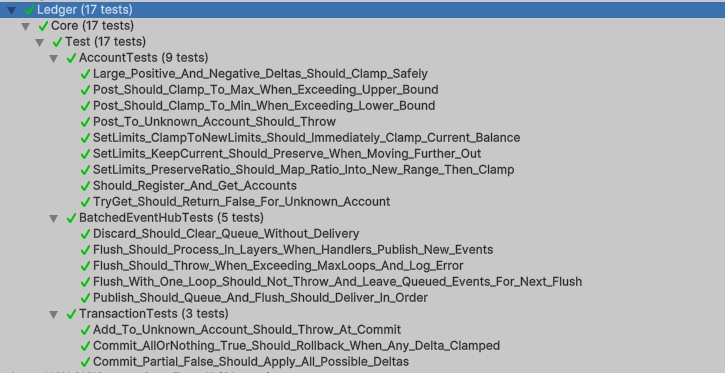 Ledger (17 tests)
Core (17 tests)
Test (17 tests)
AccountTests (9 tests)
Large_Positive_And_Negative_Deltas_Should_Clamp_Safely
Post_Should_Clamp_To_Max_When_Exceeding_Upper_Bound
Post_Should_Clamp_To_Min_When_Exceeding_Lower_Bound
Post_To_Unknown_Account_Should_Throw
SetLimits_ClampToNewLimits_Should_Immediately_Clamp_Current_Balance
SetLimits_KeepCurrent_Should_Preserve_When_Moving_Further_Out
SetLimits_PreserveRatio_Should_Map_Ratio_Into_New_Range_Then_Clamp
Should_Register_And_Get_Accounts
TryGet_Should_Return_False_For_Unknown_Account
BatchedEventHubTests (5 tests)
Discard_Should_Clear_Queue_Without_Delivery
Flush_Should_Process_In_Layers_When_Handlers_Publish_New_Events
Flush_Should_Throw_When_Exceeding_MaxLoops_And_Log_Error
Flush_With_One_Loop_Should_Not_Throw_And_Leave_Queued_Events_For_Next_Flush
Publish_Should_Queue_And_Flush_Should_Deliver_In_Order
TransactionTests (3 tests)
Add_To_Unknown_Account_Should_Throw_At_Commit
Commit_AllOrNothing_True_Should_Rollback_When_Any_Delta_Clamped
Commit_Partial_False_Should_Apply_All_Possible_Deltas